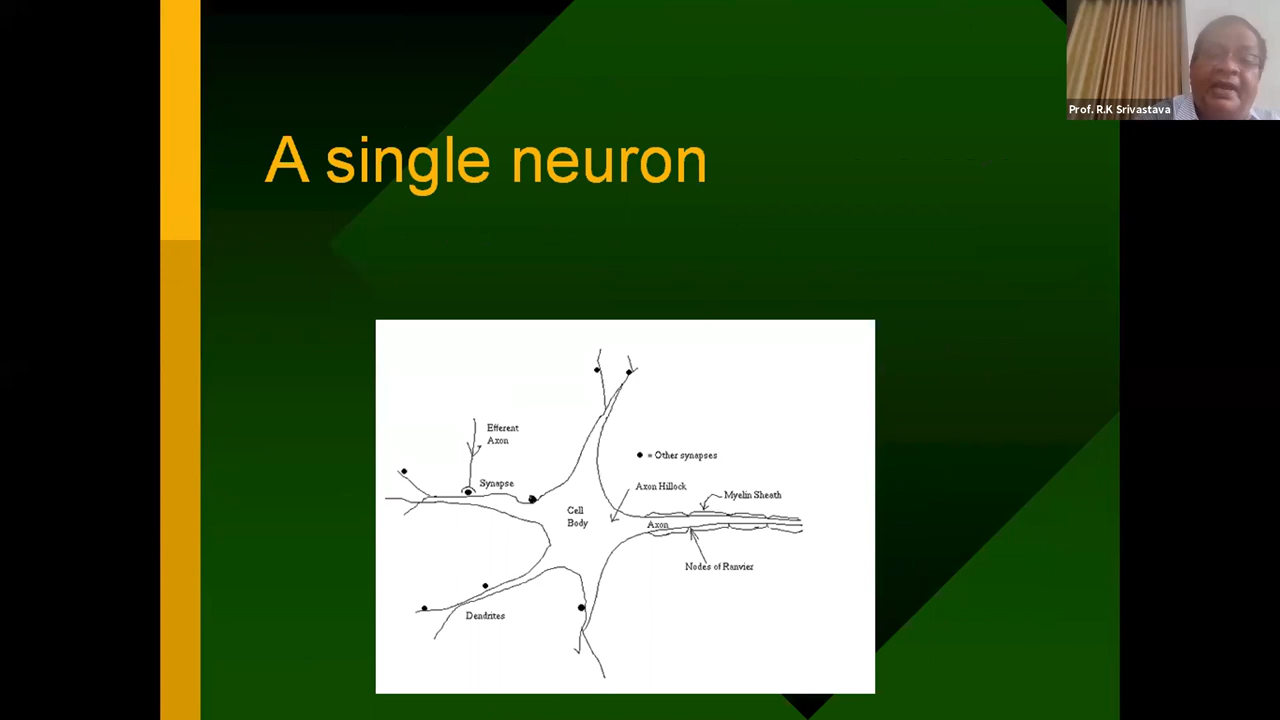 Prof. R.K Srivastava
A single neuron
Efferent
Axon
= Other synapses
Synapse
Axon Hillock
Myelin Sheath
Cell
Body
Axon
Nodes of Ranvier
Dendrites